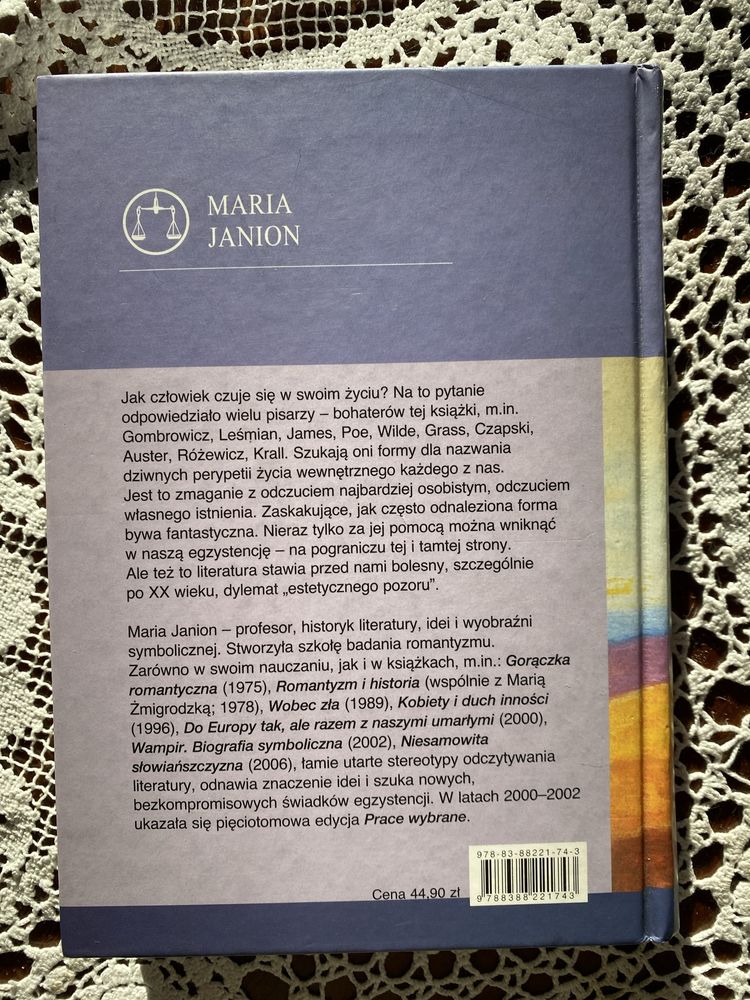 MARIA
JANION
Jak człowiek czuje się w swoim życiu? Na to pytanie
odpowiedziało wielu pisarzy – bohaterów tej książki, m.in.
Gombrowicz, Leśmian, James, Poe, Wilde, Grass, Czapski,
Auster, Różewicz, Krall. Szukają oni formy dla nazwania
dziwnych perypetii życia wewnętrznego każdego z nas.
Jest to zmaganie z odczuciem najbardziej osobistym, odczuciem
własnego istnienia. Zaskakujące, jak często odnaleziona forma
bywa fantastyczna. Nieraz tylko za jej pomocą można wniknąć
w naszą egzystencję – na pograniczu tej i tamtej strony.
Ale też to literatura stawia przed nami bolesny, szczególnie
po XX wieku, dylemat „estetycznego pozoru”.
Maria Janion – profesor, historyk literatury, idei i wyobraźni
symbolicznej. Stworzyła szkołę badania romantyzmu.
Zarówno w swoim nauczaniu, jak i w książkach, m.in.: Gorączka
romantyczna (1975), Romantyzm i historia (wspólnie z Marią
Żmigrodzką; 1978), Wobec zła (1989), Kobiety i duch inności
(1996), Do Europy tak, ale razem z naszymi umarłymi (2000),
Wampir. Biografia symboliczna (2002), Niesamowita
słowiańszczyzna (2006), łamie utarte stereotypy odczytywania
literatury, odnawia znaczenie idei i szuka nowych,
bezkompromisowych świadków egzystencji. W latach 2000–2002
ukazała się pięciotomowa edycja Prace wybrane.
978-83-88221-74-3
Cena 44,90 zł
9 788388 221743